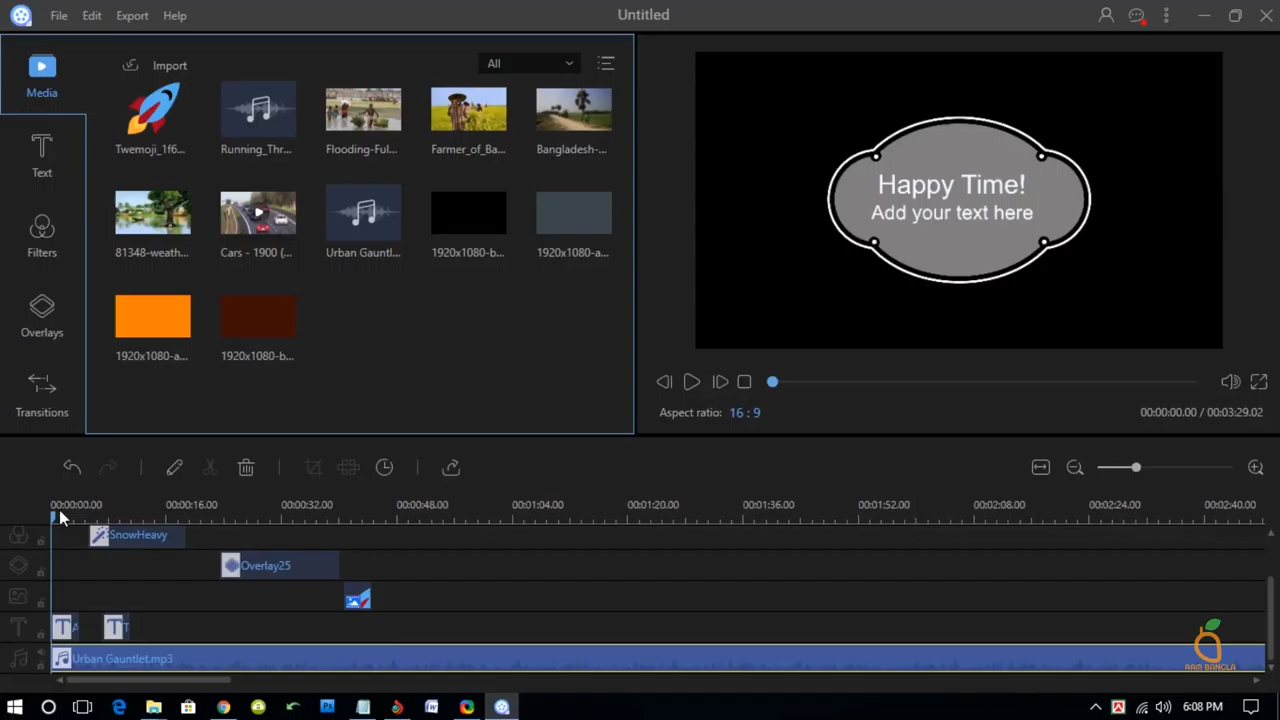 File Edit Export Help
Untitled
Media
Import
All
Twemoji_1f6...
Running_Thr...
Flooding-Ful...
Farmer_of_Ba...
Bangladesh-...
Text
81348-weath...
Cars - 1900 (...
Urban Gauntl...
1920x1080-b...
1920x1080-a...
Filters
Overlays
1920x1080-a...
1920x1080-b...
Transitions
Happy Time!
Add your text here
Aspect ratio: 16 : 9
00:00:00.00 / 00:03:29.02
00:00:00.00 00:00:16.00 00:00:32.00 00:00:48.00 00:01:04.00 00:01:20.00 00:01:36.00 00:01:52.00 00:02:08.00 00:02:24.00 00:02:40.00
SnowHeavy
Overlay25
Urban Gauntlet.mp3
AAM BANGLA
6:08 PM